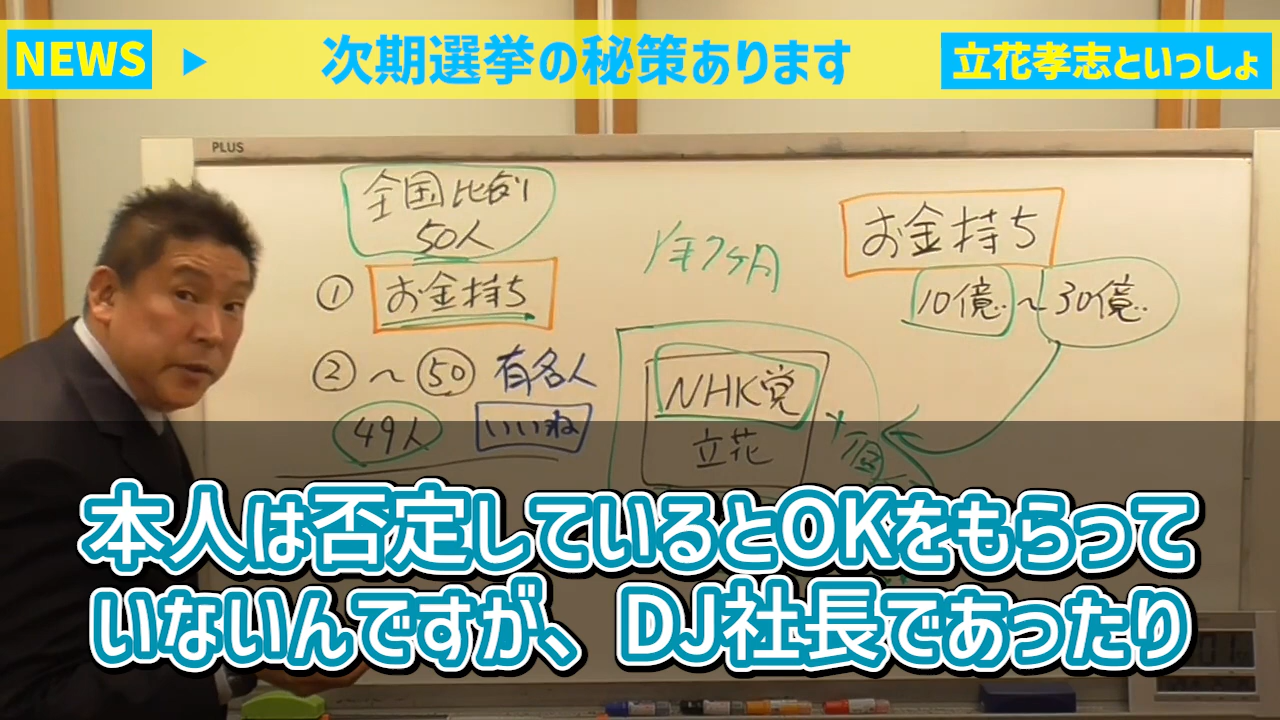 NEWS
次期選挙の秘策あります
立花孝志といっしょ
PLUS
全国比例
50人
① お金持ち
②～㊿ 有名人
49人 いいね
1年7ヶ月
お金持ち
10億～30億
NHK党
立花
本人は否定しているとOKをもらって
いないんですが、DJ社長であったり